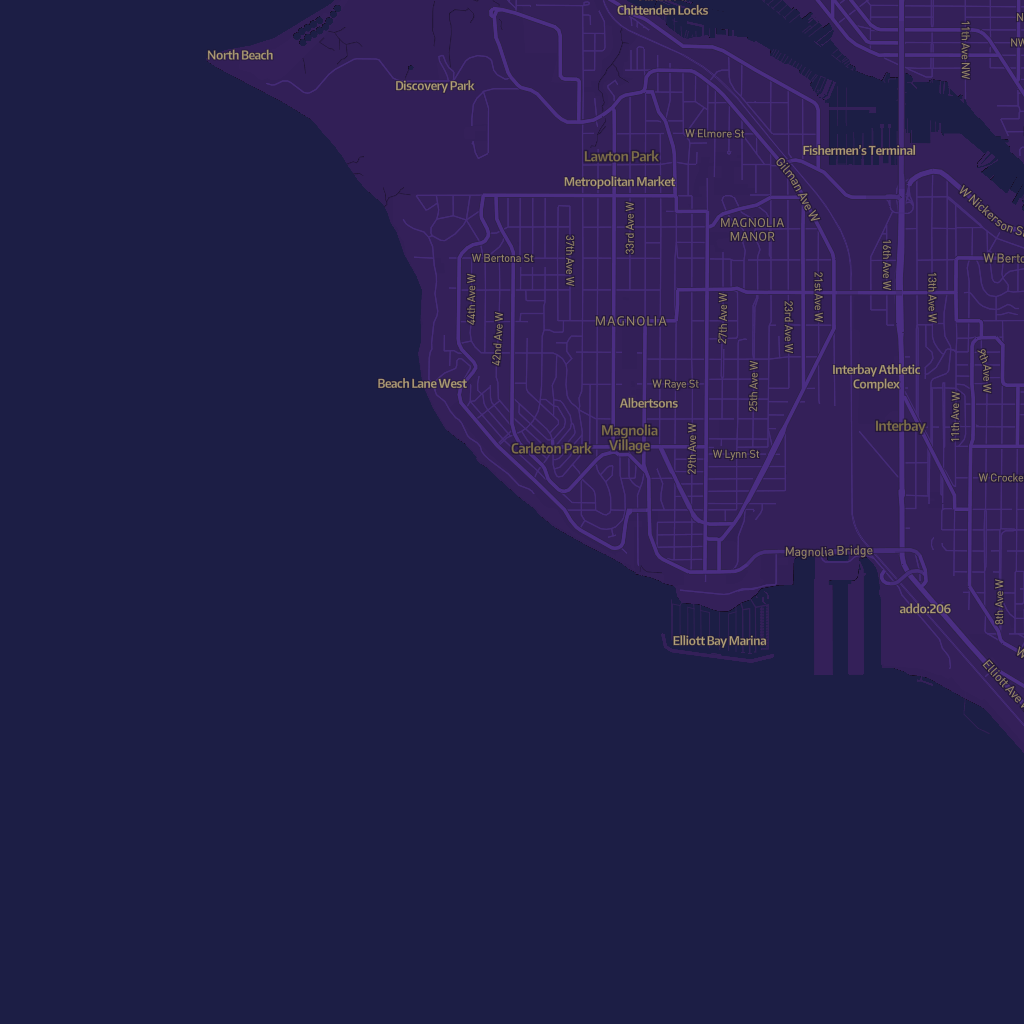 Chittenden Locks
North Beach
11th Ave NW
NW
Discovery Park
W Elmore St
Fishermen's Terminal
Lawton Park
Metropolitan Market
Gilman Ave W
W Nickerson St
MAGNOLIA
MANOR
33rd Ave W
37th Ave W
16th Ave W
W Bertona St
W Berto
44th Ave W
21st Ave W
13th Ave W
27th Ave W
23rd Ave W
MAGNOLIA
42nd Ave W
Interbay Athletic
Complex
9th Ave W
Beach Lane West
W Raye St
25th Ave W
Albertsons
11th Ave W
Magnolia
Village
Interbay
Carleton Park
29th Ave W
W Lynn St
W Crocke
Magnolia Bridge
8th Ave W
addo:206
Elliott Bay Marina
W
Elliott Ave W